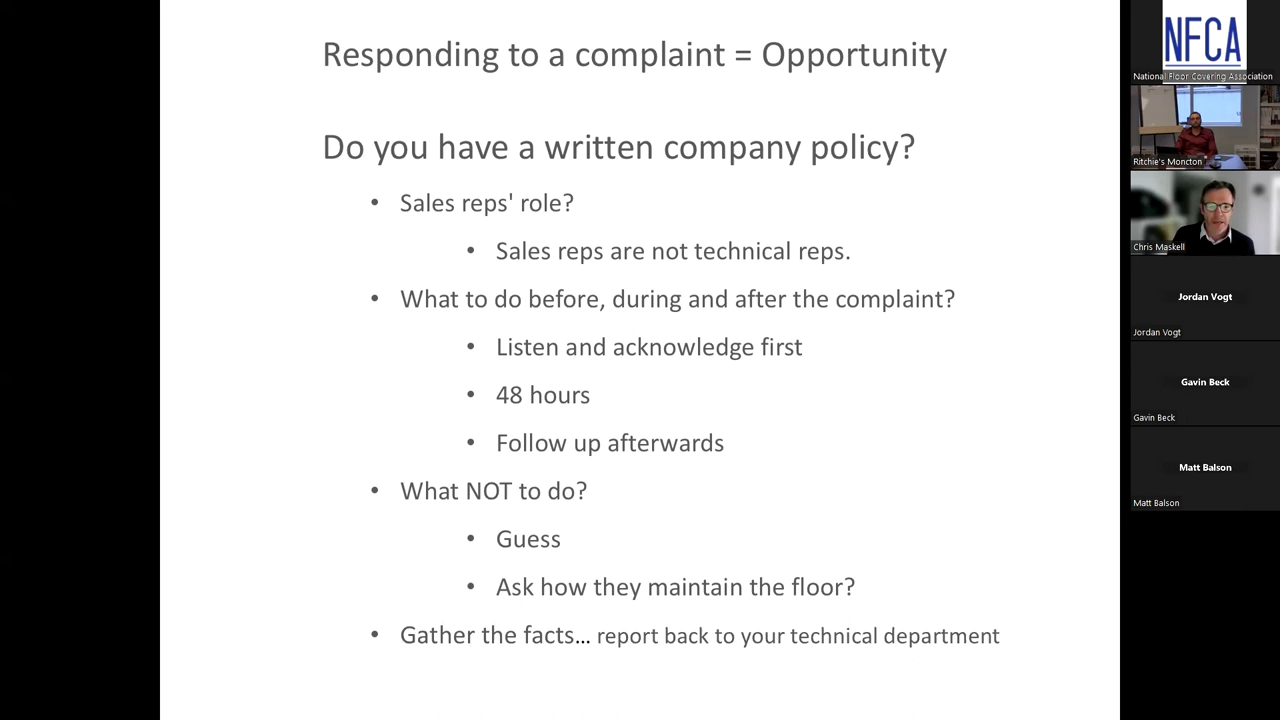 Responding to a complaint = Opportunity
Do you have a written company policy?
• Sales reps' role?
• Sales reps are not technical reps.
• What to do before, during and after the complaint?
• Listen and acknowledge first
• 48 hours
• Follow up afterwards
• What NOT to do?
• Guess
• Ask how they maintain the floor?
• Gather the facts... report back to your technical department
NFCA
National Floor Covering Association
Ritchie's Moncton
Chris Maskell
Jordan Vogt
Jordan Vogt
Gavin Beck
Gavin Beck
Matt Balson
Matt Balson